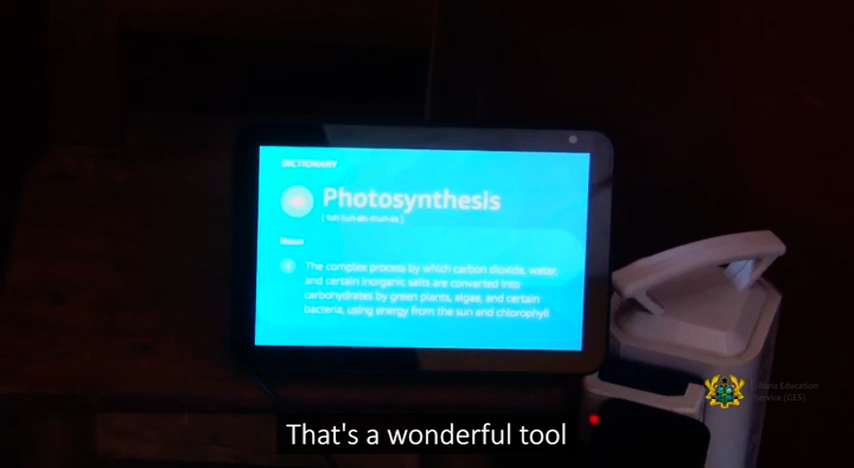 DICTIONARY
Photosynthesis
Noun
1
The complex process by which carbon dioxide, water,
and certain inorganic salts are converted into
carbohydrates by green plants, algae, and certain
bacteria, using energy from the sun and chlorophyll
Education
Service (GES)
That's a wonderful tool